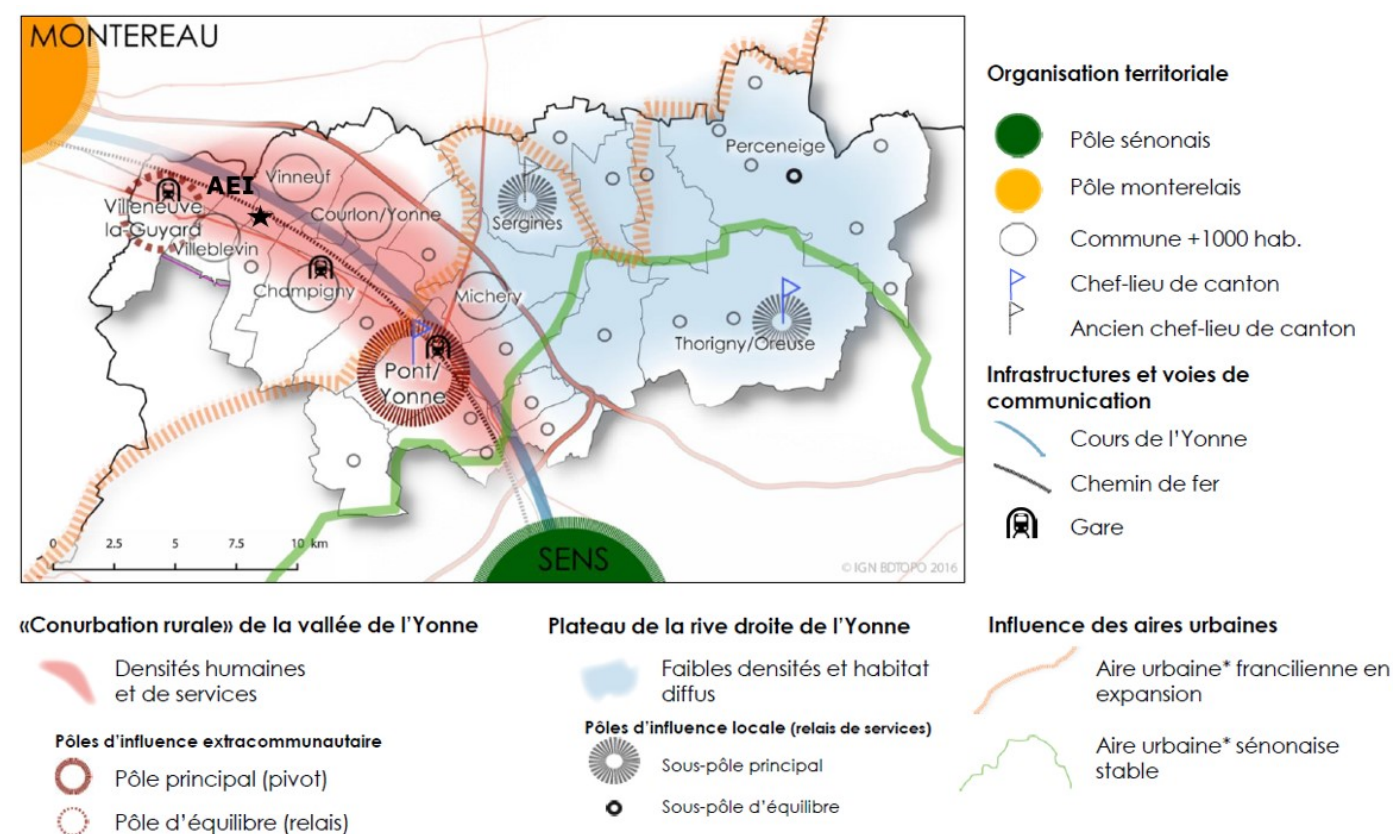 MONTEREAU
AEI
Vinneuf
Villeneuve
la-Guyard
Courlon/Yonne
Villeblevin
Champigny
Michery
Pont/
Yonne
Sergines
Perceneige
Thorigny/Oreuse
SENS
0 2.5 5 7.5 10 km
© IGN BDTOPO 2016
Organisation territoriale
Pôle sénonais
Pôle monterelais
Commune +1000 hab.
Chef-lieu de canton
Ancien chef-lieu de canton
Infrastructures et voies de
communication
Cours de l'Yonne
Chemin de fer
Gare
«Conurbation rurale» de la vallée de l'Yonne
Densités humaines
et de services
Pôles d'influence extracommunautaire
Pôle principal (pivot)
Pôle d'équilibre (relais)
Plateau de la rive droite de l'Yonne
Faibles densités et habitat
diffus
Pôles d'influence locale (relais de services)
Sous-pôle principal
Sous-pôle d'équilibre
Influence des aires urbaines
Aire urbaine* francilienne en
expansion
Aire urbaine* sénonaise
stable